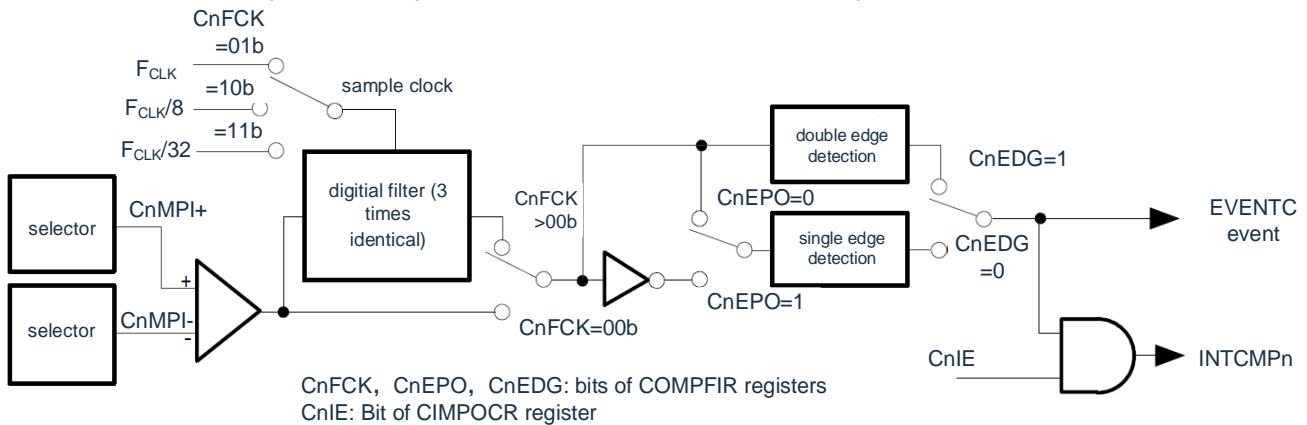 CnFCK
=01b
FCLK
sample clock
=10b
FCLK/8
=11b
FCLK/32
double edge
detection
CnEDG=1
digitial filter (3
times
identical)
CnFCK
>00b
CnEPO=0
selector
CnMPI+
EVENTC
event
single edge
detection
CnEDG
=0
+
CnEPO=1
selector
CnMPI-
-
CnFCK=00b
CnIE
INTCMPn
CnFCK, CnEPO, CnEDG: bits of COMPFIR registers
CnIE: Bit of CIMPOCR register